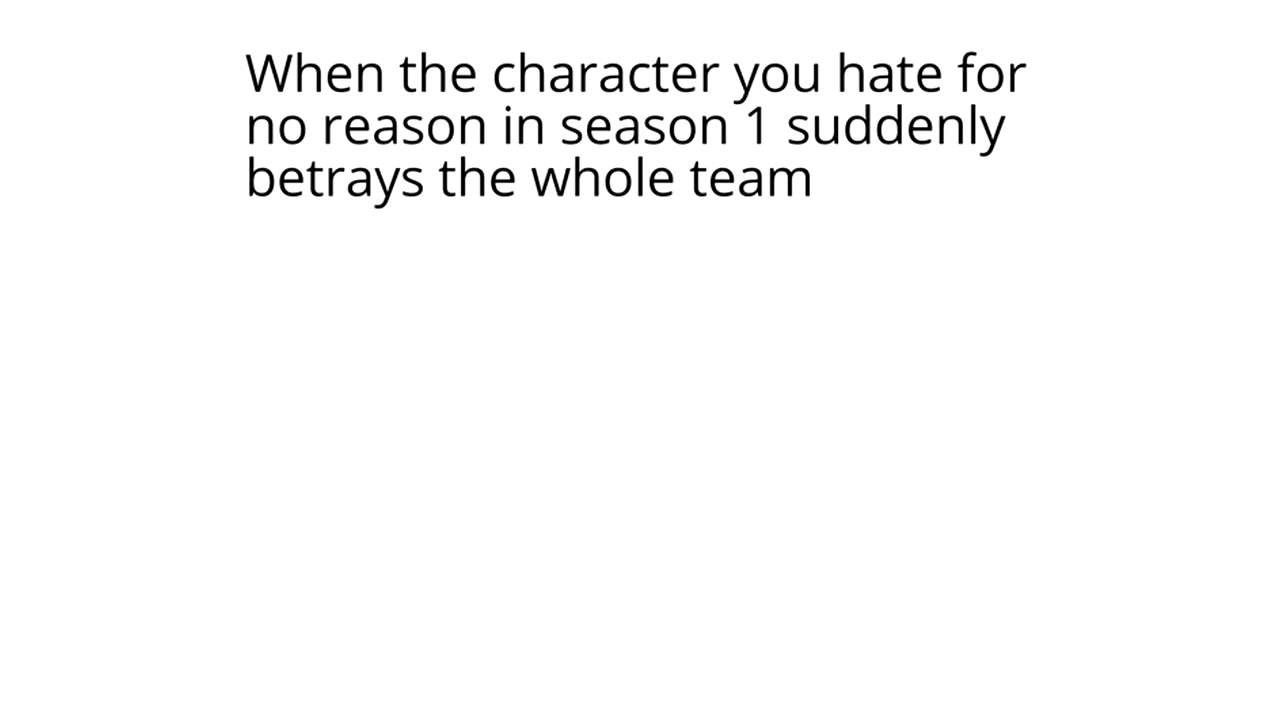 When the character you hate for
no reason in season 1 suddenly
betrays the whole team